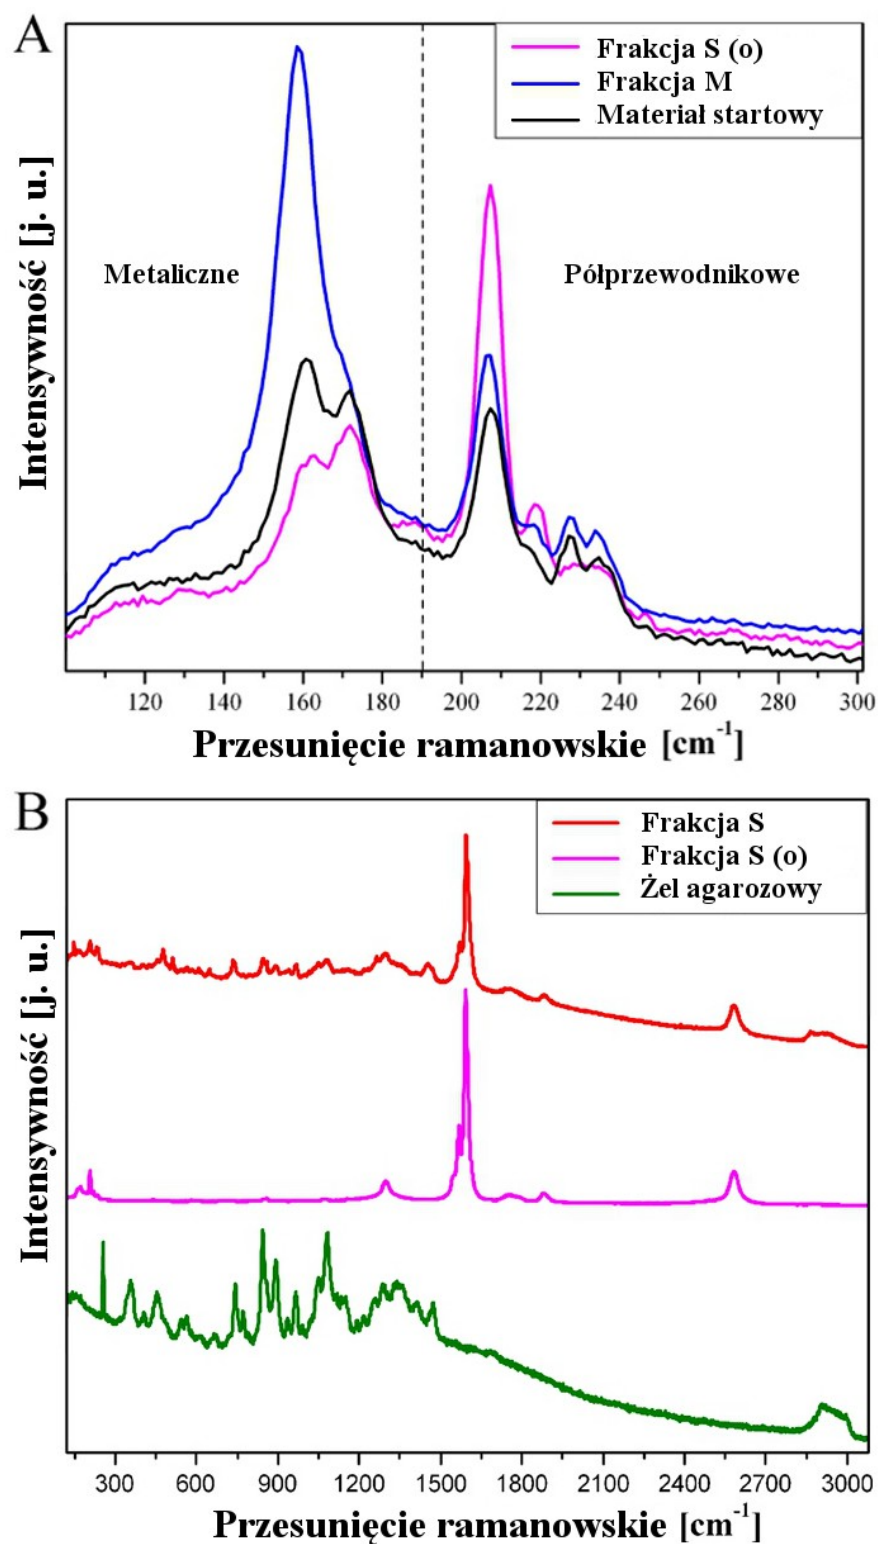 A
Frakcja S (o)
Frakcja M
Materiał startowy
Metaliczne
Półprzewodnikowe
Intensywność [j. u.]
120 140 160 180 200 220 240 260 280 300
Przesunięcie ramanowskie [cm⁻¹]
B
Frakcja S
Frakcja S (o)
Żel agarozowy
Intensywność [j. u.]
300 600 900 1200 1500 1800 2100 2400 2700 3000
Przesunięcie ramanowskie [cm⁻¹]